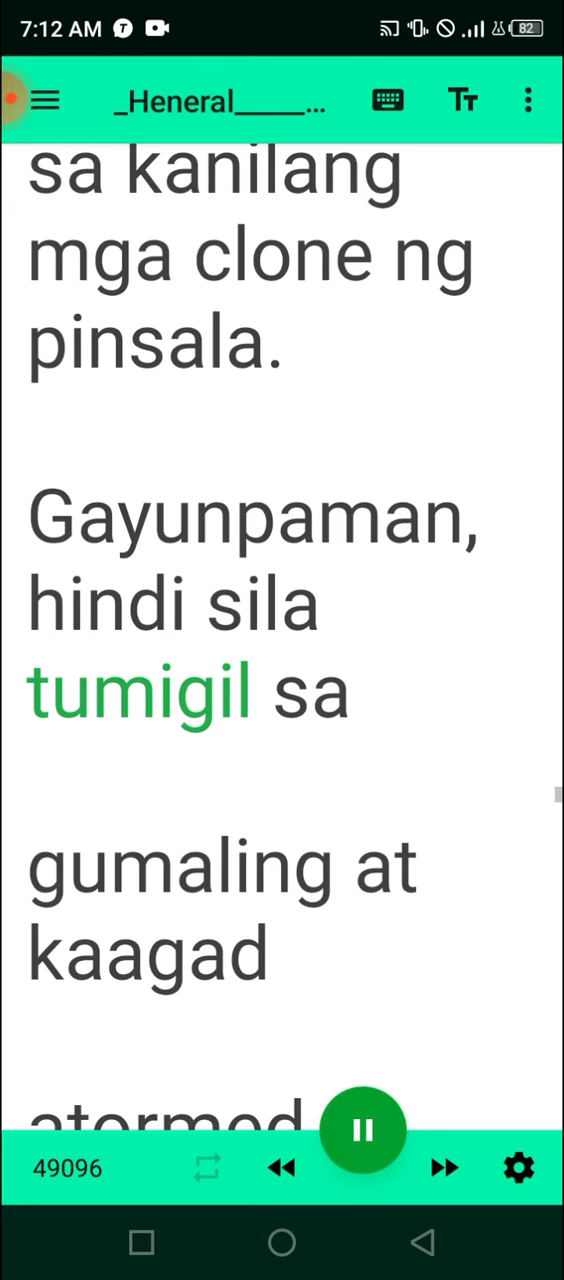 7:12 AM
82
_Heneral_____...
Tт
sa kanilang
mga clone ng
pinsala.
Gayunpaman,
hindi sila
tumigil sa
gumaling at
kaagad
49096